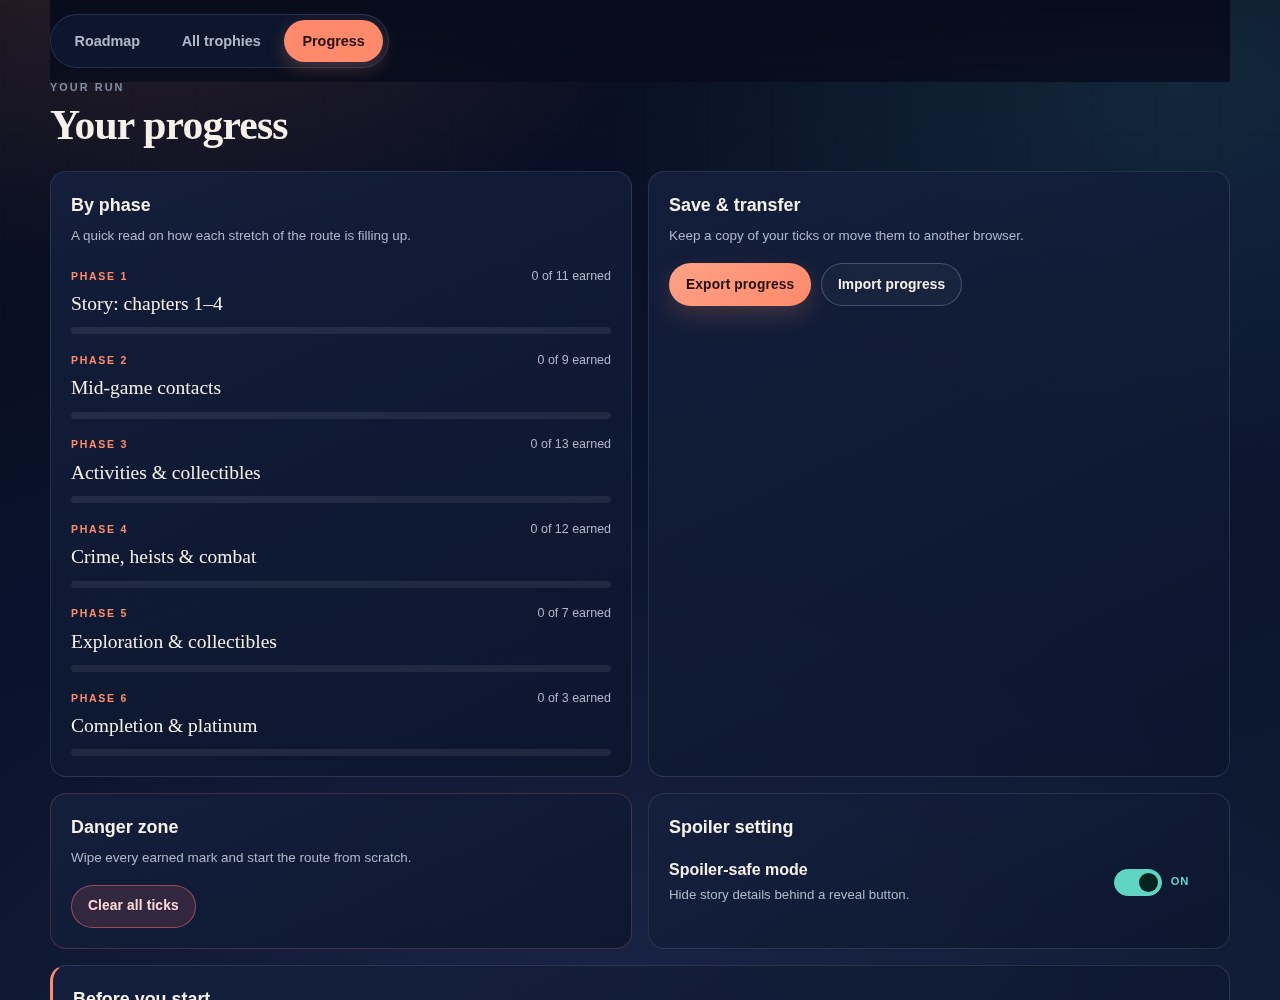 Roadmap
All trophies
Progress
YOUR RUN
Your progress
By phase
A quick read on how each stretch of the route is filling up.
PHASE 1
0 of 11 earned
Story: chapters 1–4
PHASE 2
0 of 9 earned
Mid-game contacts
PHASE 3
0 of 13 earned
Activities & collectibles
PHASE 4
0 of 12 earned
Crime, heists & combat
PHASE 5
0 of 7 earned
Exploration & collectibles
PHASE 6
0 of 3 earned
Completion & platinum
Save & transfer
Keep a copy of your ticks or move them to another browser.
Export progress
Import progress
Danger zone
Wipe every earned mark and start the route from scratch.
Clear all ticks
Spoiler setting
Spoiler-safe mode
Hide story details behind a reveal button.
ON
Before you start